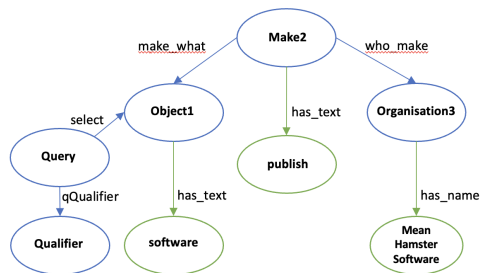 Make2
make_what
who_make
Object1
has_text
Organisation3
select
Query
publish
qQualifier
has_text
has_name
Qualifier
software
Mean
Hamster
Software